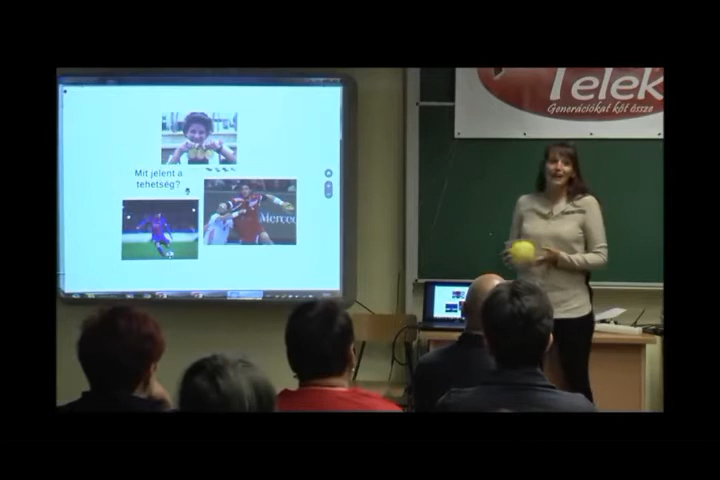 Telek
Generációkat köt össze
Mit jelent a
tehetség?
Merce